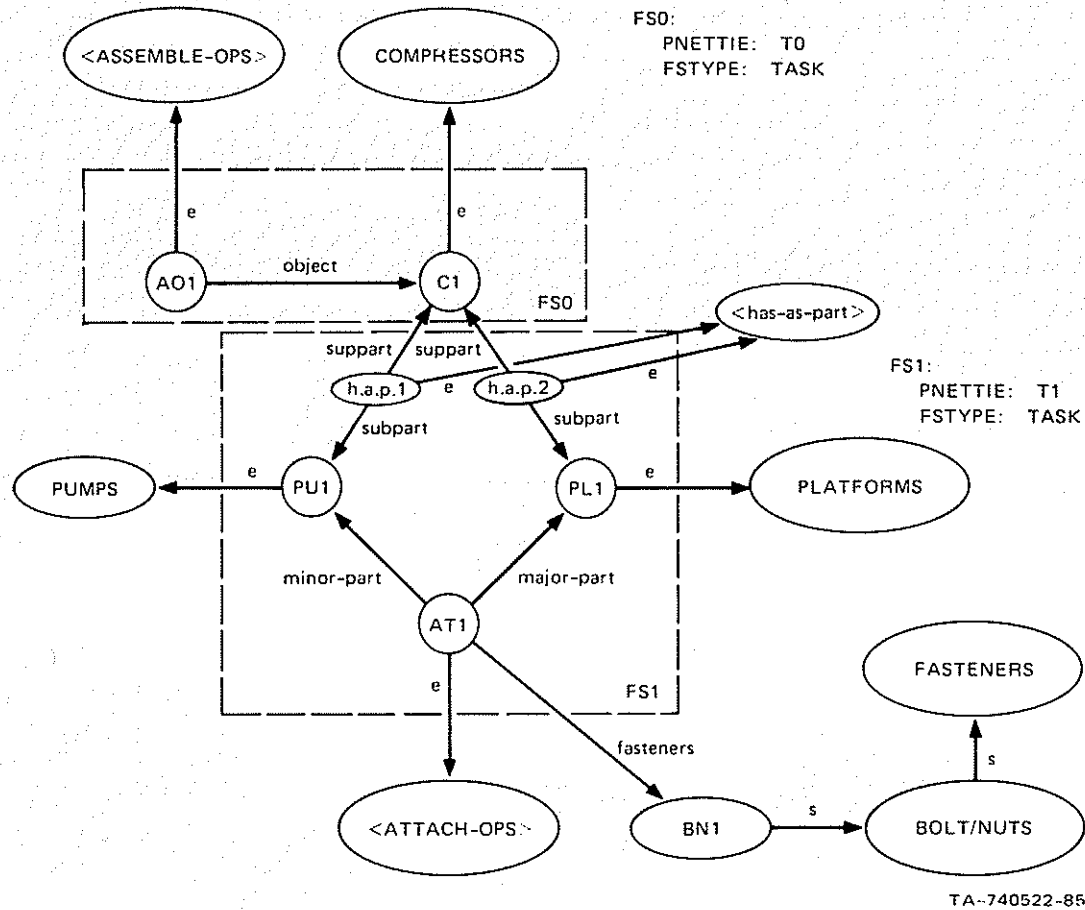 FS0:
PNETTIE: T0
FSTYPE: TASK
<ASSEMBLE-OPS>
COMPRESSORS
e
e
AO1
object
C1
FS0
<has-as-part>
suppart
suppart
h.a.p.1
e
h.a.p.2
e
FS1:
PNETTIE: T1
FSTYPE: TASK
subpart
subpart
PUMPS
e
PU1
PL1
e
PLATFORMS
minor-part
major-part
AT1
e
FS1
FASTENERS
fasteners
s
<ATTACH-OPS>
BN1
s
BOLT/NUTS
TA-740522-85